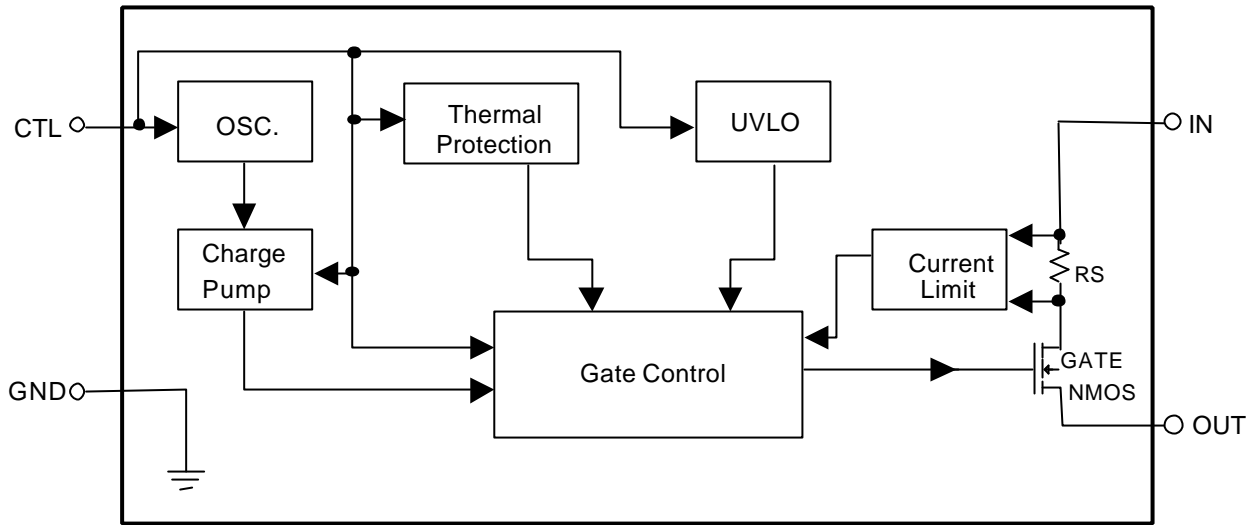 CTL
OSC.
Thermal
Protection
UVLO
IN
Charge
Pump
Current
Limit
RS
GATE
NMOS
Gate Control
GND
OUT